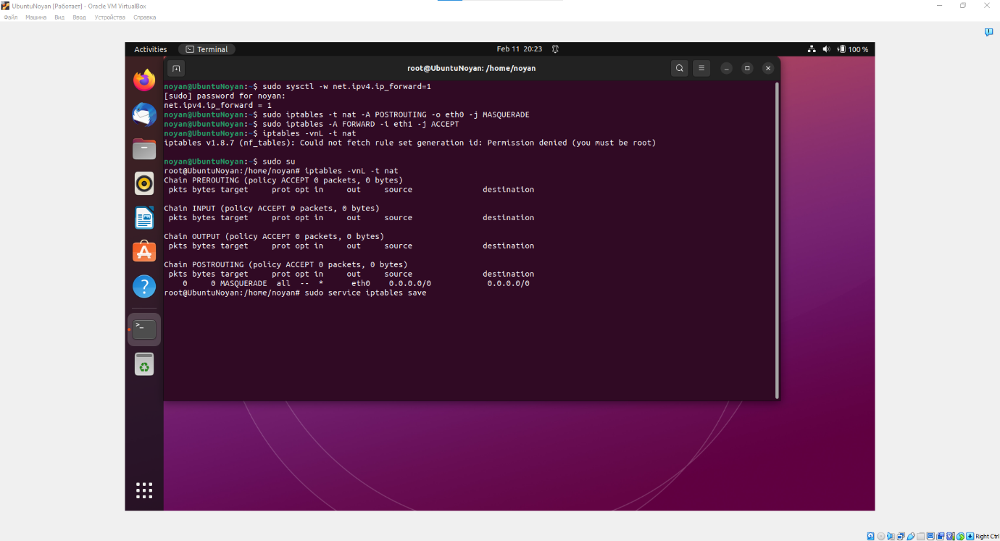 UbuntuNoyan [Работает] - Oracle VM VirtualBox
Файл Машина Вид Ввод Устройства Справка
Activities Terminal Feb 11 20:23 100 %
root@UbuntuNoyan: /home/noyan
noyan@UbuntuNoyan:~$ sudo sysctl -w net.ipv4.ip_forward=1
[sudo] password for noyan:
net.ipv4.ip_forward = 1
noyan@UbuntuNoyan:~$ sudo iptables -t nat -A POSTROUTING -o eth0 -j MASQUERADE
noyan@UbuntuNoyan:~$ sudo iptables -A FORWARD -i eth1 -j ACCEPT
noyan@UbuntuNoyan:~$ iptables -vnL -t nat
iptables v1.8.7 (nf_tables): Could not fetch rule set generation id: Permission denied (you must be root)
noyan@UbuntuNoyan:~$ sudo su
root@UbuntuNoyan:/home/noyan# iptables -vnL -t nat
Chain PREROUTING (policy ACCEPT 0 packets, 0 bytes)
pkts bytes target prot opt in out source destination
Chain INPUT (policy ACCEPT 0 packets, 0 bytes)
pkts bytes target prot opt in out source destination
Chain OUTPUT (policy ACCEPT 0 packets, 0 bytes)
pkts bytes target prot opt in out source destination
Chain POSTROUTING (policy ACCEPT 0 packets, 0 bytes)
pkts bytes target prot opt in out source destination
0 0 MASQUERADE all -- * eth0 0.0.0.0/0 0.0.0.0/0
root@UbuntuNoyan:/home/noyan# sudo service iptables save
Right Ctrl